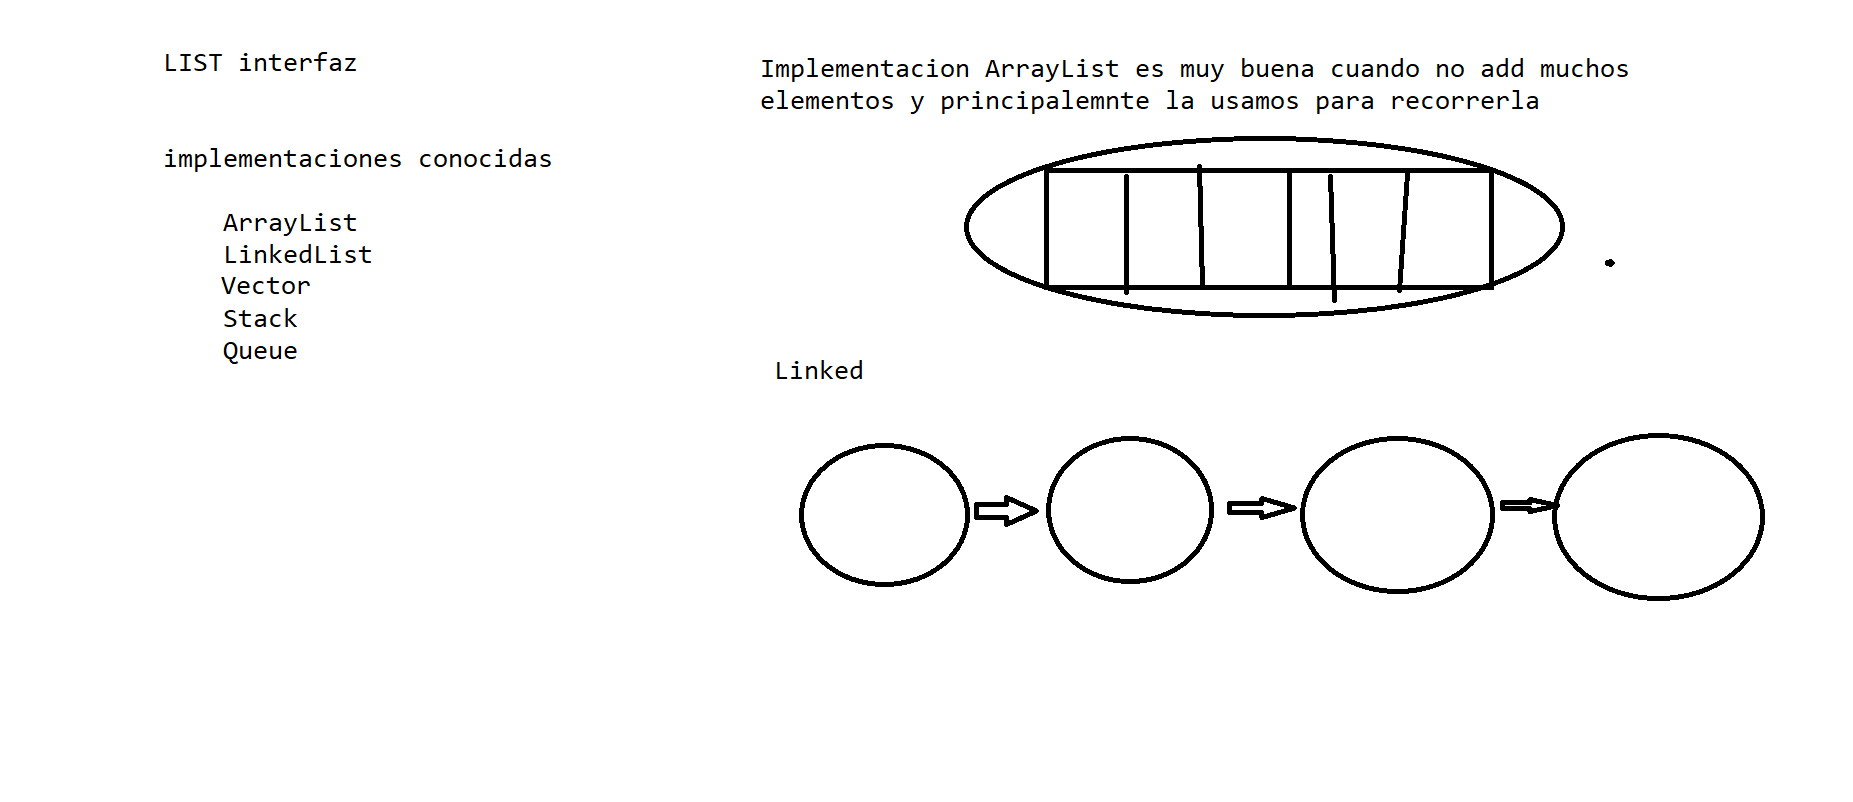 LIST interfaz
implementaciones conocidas
ArrayList
LinkedList
Vector
Stack
Queue
Implementacion ArrayList es muy buena cuando no add muchos
elementos y principalemnte la usamos para recorrerla
Linked